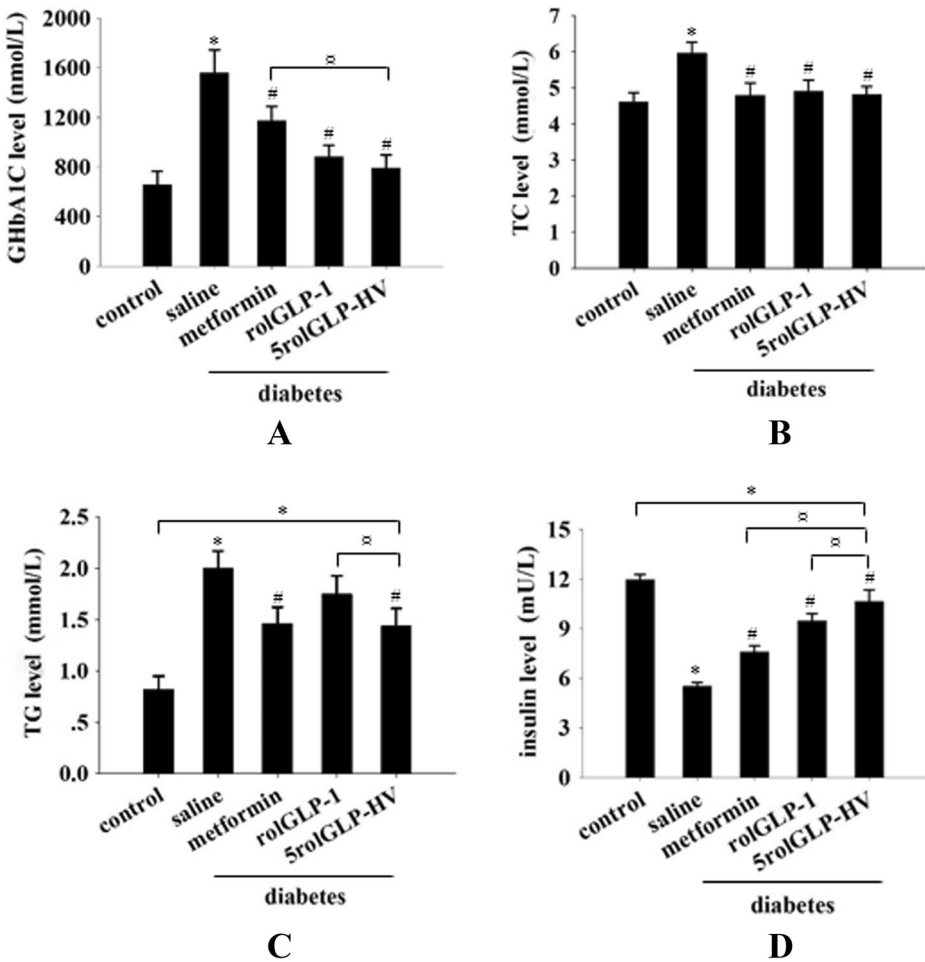 GHbA1C level (nmol/L)
2000
1600
1200
800
400
0
*
#
#
#
¤
control
saline
metformin
rolGLP-1
5rolGLP-HV
diabetes
A
TC level (mmol/L)
7
6
5
4
3
2
1
0
*
#
#
#
control
saline
metformin
rolGLP-1
5rolGLP-HV
diabetes
B
TG level (mmol/L)
2.5
2.0
1.5
1.0
.5
0.0
*
*
#
¤
#
control
saline
metformin
rolGLP-1
5rolGLP-HV
diabetes
C
insulin level (mU/L)
15
12
9
6
3
0
*
¤
¤
*
#
#
#
control
saline
metformin
rolGLP-1
5rolGLP-HV
diabetes
D